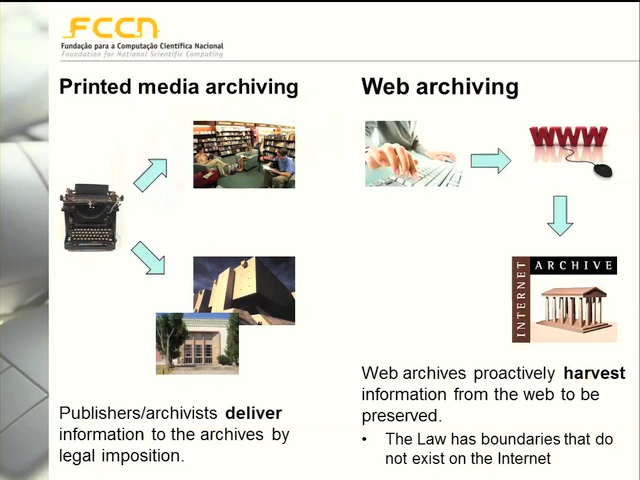 FCCN
Fundação para a Computação Científica Nacional
Foundation for National Scientific Computing
Printed media archiving
Web archiving
WWW
INTERNET
ARCHIVE
Publishers/archivists deliver
information to the archives by
legal imposition.
Web archives proactively harvest
information from the web to be
preserved.
• The Law has boundaries that do
not exist on the Internet